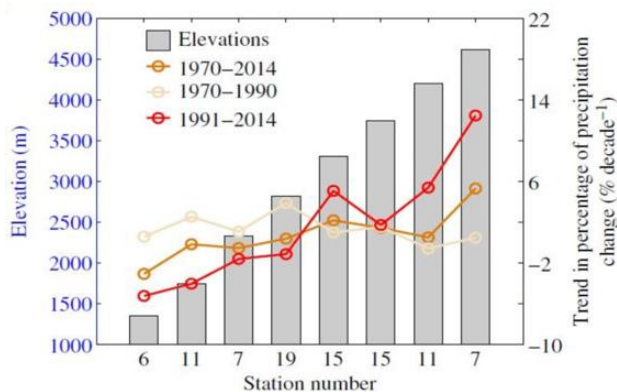 5000
4500
4000
3500
3000
2500
2000
1500
1000
Elevation (m)
Elevations
1970–2014
1970–1990
1991–2014
22
14
6
−2
−10
Trend in percentage of precipitation
change (% decade⁻¹)
6 11 7 19 15 15 11 7
Station number